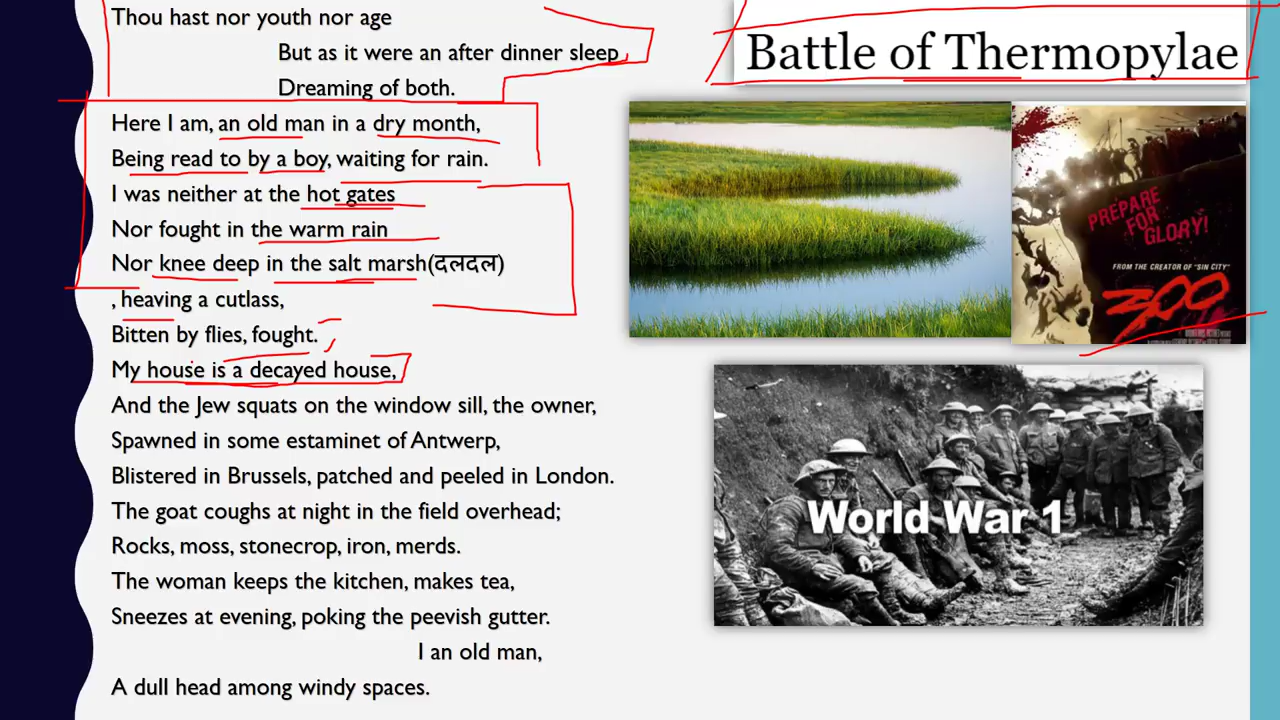 Thou hast nor youth nor age
But as it were an after dinner sleep
Dreaming of both.
Here I am, an old man in a dry month,
Being read to by a boy, waiting for rain.
I was neither at the hot gates
Nor fought in the warm rain
Nor knee deep in the salt marsh(दलदल)
, heaving a cutlass,
Bitten by flies, fought.
My house is a decayed house,
And the Jew squats on the window sill, the owner,
Spawned in some estaminet of Antwerp,
Blistered in Brussels, patched and peeled in London.
The goat coughs at night in the field overhead;
Rocks, moss, stonecrop, iron, merds.
The woman keeps the kitchen, makes tea,
Sneezes at evening, poking the peevish gutter.
I an old man,
A dull head among windy spaces.
Battle of Thermopylae
PREPARE
FOR
GLORY!
FROM THE CREATOR OF "SIN CITY"
300
World War 1